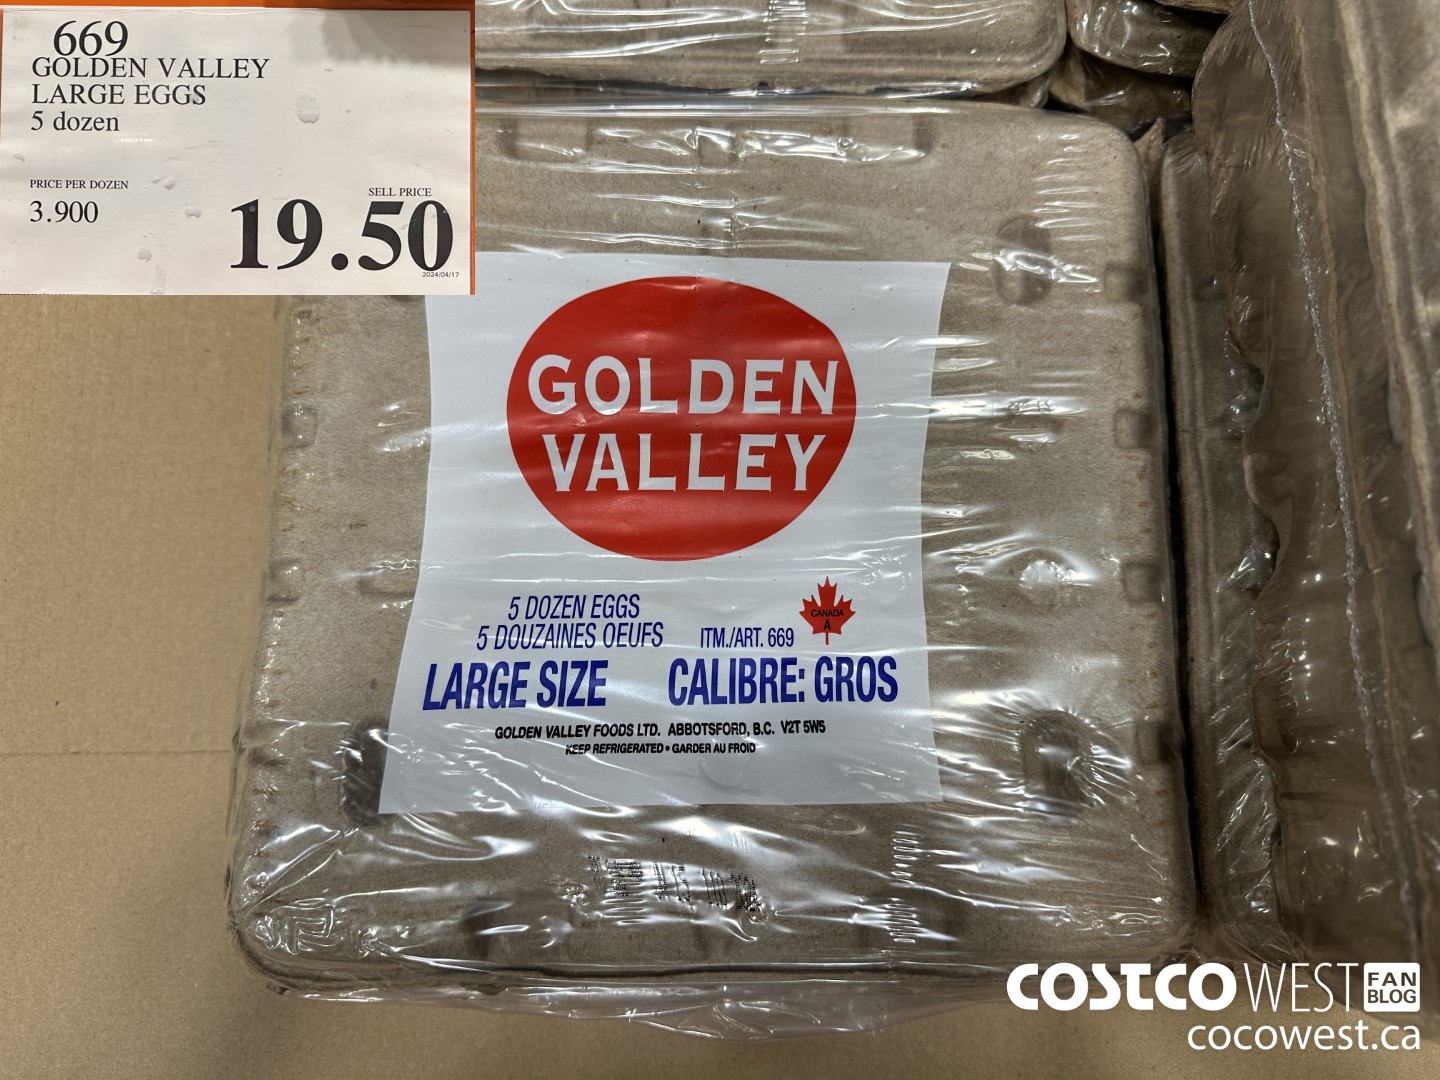 669
GOLDEN VALLEY
LARGE EGGS
5 dozen
PRICE PER DOZEN
3.900
SELL PRICE
19.50
2024/04/17
GOLDEN
VALLEY
5 DOZEN EGGS
5 DOUZAINES OEUFS
ITM./ART. 669
CANADA
A
LARGE SIZE
CALIBRE: GROS
GOLDEN VALLEY FOODS LTD. ABBOTSFORD, B.C. V2T 5W5
KEEP REFRIGERATED • GARDER AU FROID
COSTCO WEST FAN BLOG
cocowest.ca